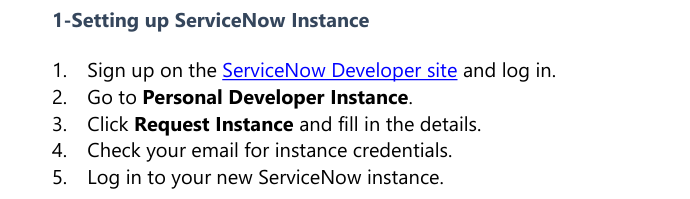 1-Setting up ServiceNow Instance
1. Sign up on the ServiceNow Developer site and log in.
2. Go to Personal Developer Instance.
3. Click Request Instance and fill in the details.
4. Check your email for instance credentials.
5. Log in to your new ServiceNow instance.